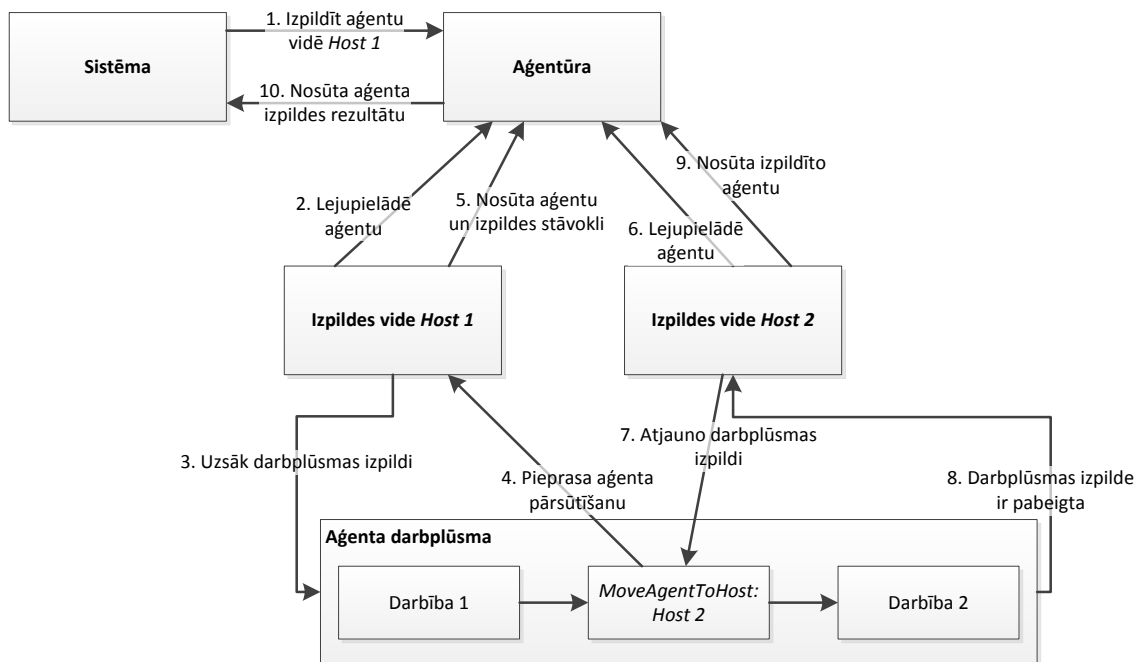 1. Izpildīt aģentu
vidē Host 1
Sistēma
Aģentūra
10. Nosūta aģenta
izpildes rezultātu
9. Nosūta izpildīto
aģentu
2. Lejupielādē
aģentu
5. Nosūta aģentu
un izpildes stāvokli
6. Lejupielādē
aģentu
Izpildes vide Host 1
Izpildes vide Host 2
3. Uzsāk darbplūsmas izpildi
4. Pieprasa aģenta
pārsūtīšanu
7. Atjauno darbplūsmas
izpildi
8. Darbplūsmas izpilde
ir pabeigta
Aģenta darbplūsma
Darbība 1
MoveAgentToHost:
Host 2
Darbība 2